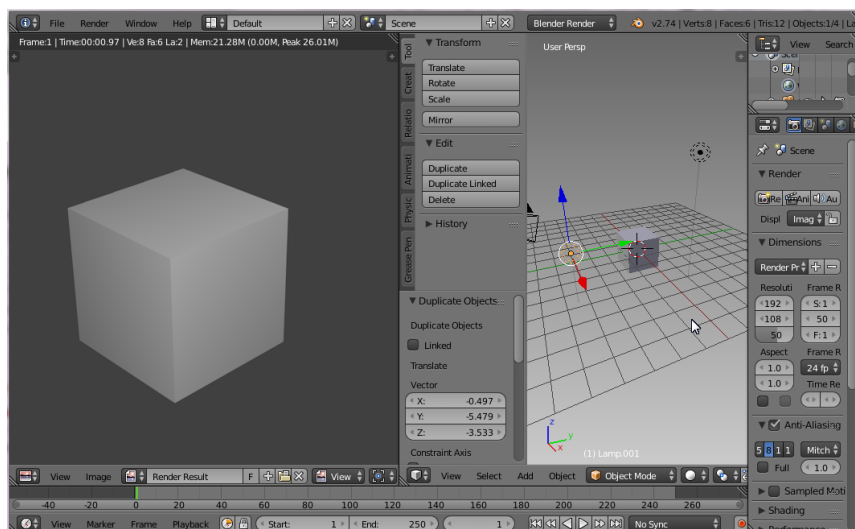 File Render Window Help Default Scene Blender Render v2.74 | Verts:8 | Faces:6 | Tris:12 | Objects:1/4 | La
Frame:1 | Time:00:00.97 | Ve:8 Fa:6 La:2 | Mem:21.28M (0.00M, Peak 26.01M)
Tool
Creat
Relatio
Animati
Physic
Grease Pen
Transform
Translate
Rotate
Scale
Mirror
Edit
Duplicate
Duplicate Linked
Delete
History
Duplicate Objects
Duplicate Objects
Linked
Translate
Vector
X: -0.497
Y: -5.479
Z: -3.533
Constraint Axis
User Persp
z
y
x
(1) Lamp.001
View Search
Scene
Render
Re Ani Au
Displ Imag
Dimensions
Render Pr
Resoluti Frame R
192 S:1
108 50
50 F:1
Aspect Frame R
1.0 24 fp
1.0 Time Re
Anti-Aliasing
5 8 1 1 Mitch
Full 1.0
Sampled Moti
Shading
View Image Render Result F View
View Select Add Object Object Mode
-40 -20 0 20 40 60 80 100 120 140 160 180 200 220 240 260
View Marker Frame Playback Start: 1 End: 250 1 No Sync